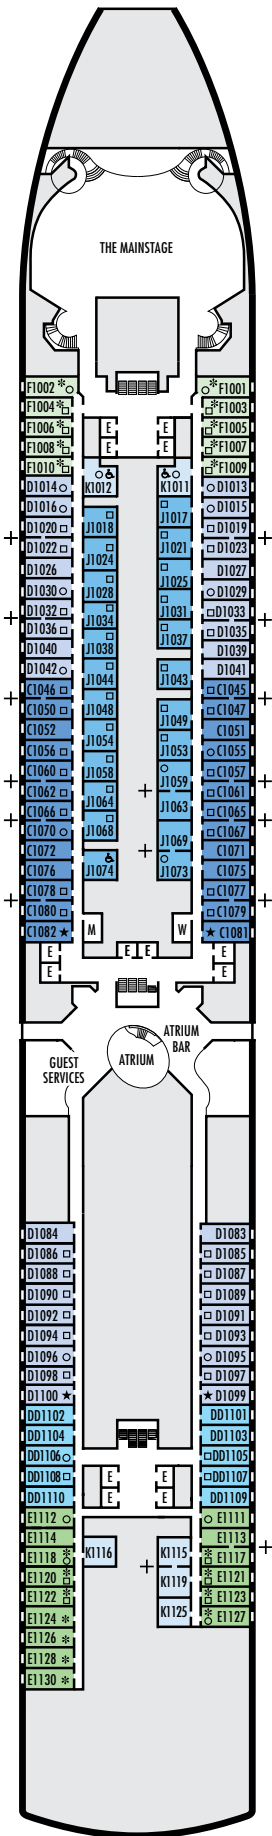 THE MAINSTAGE
F1002 F1001
F1004 F1003
E E
F1006 F1005
E E
F1008 F1007
F1010 F1009
K1012 K1011
D1014 D1013
D1016 D1015
J1018 J1017
D1020 D1019
D1022 J1021 D1023
J1024
D1026 J1025 D1027
D1030 J1028 D1029
D1032 J1031 D1033
J1034
D1036 J1037 D1035
D1040 J1038 D1039
D1042 D1041
J1044 J1043
C1046 C1045
C1050 J1048 C1047
J1049
C1052 C1051
J1054 J1053
C1056 C1055
C1060 J1058 C1057
J1059
C1062 C1061
J1064 J1063
C1066 C1065
C1070 J1068 C1067
J1069
C1072 C1071
C1076 J1074 J1073 C1075
C1078 C1077
C1080 C1079
C1082 M W C1081
E E E E
E E
ATRIUM
BAR
ATRIUM
GUEST
SERVICES
D1084 D1083
D1086 D1085
D1088 D1087
D1090 D1089
D1092 D1091
D1094 D1093
D1096 D1095
D1098 D1097
D1100 D1099
DD1102 DD1101
DD1104 DD1103
DD1106 DD1105
DD1108 E E DD1107
DD1110 E E DD1109
E1112 E1111
E1114 E1113
E1118 K1116 K1115 E1117
E1120 K1119 E1121
E1122 E1123
E1124 K1125 E1127
E1126
E1128
E1130